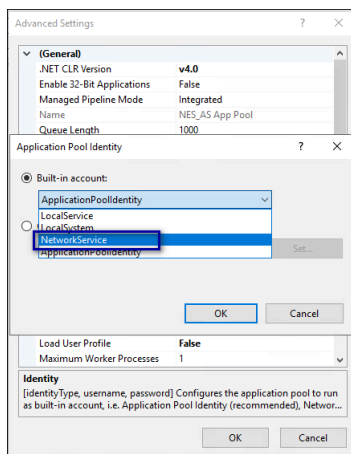 Advanced Settings ? ×
(General)
.NET CLR Version v4.0
Enable 32-Bit Applications False
Managed Pipeline Mode Integrated
Name NES_AS App Pool
Queue Length 1000
Application Pool Identity ? ×
Built-in account:
ApplicationPoolIdentity
LocalService
LocalSystem
NetworkService
ApplicationPoolIdentity
Set...
OK Cancel
Load User Profile False
Maximum Worker Processes 1
Identity
[identityType, username, password] Configures the application pool to run
as built-in account, i.e. Application Pool Identity (recommended), Networ...
OK Cancel